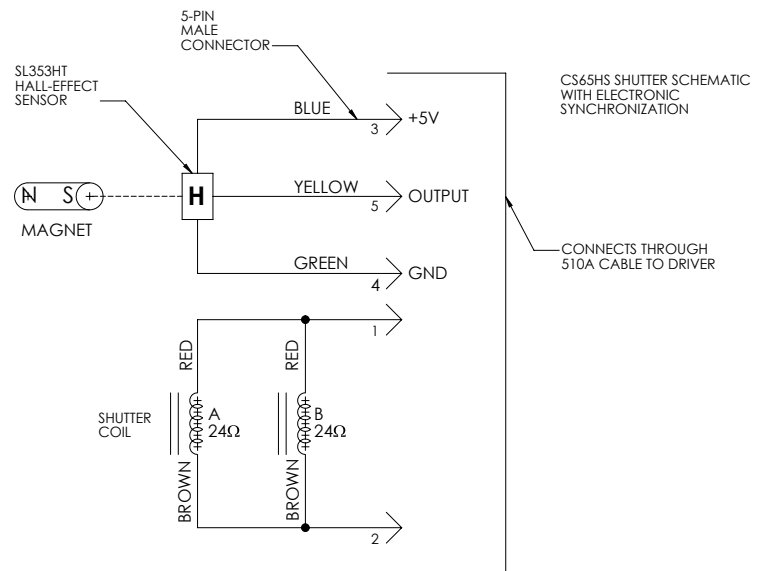 5-PIN
MALE
CONNECTOR
SL353HT
HALL-EFFECT
SENSOR
CS65HS SHUTTER SCHEMATIC
WITH ELECTRONIC
SYNCHRONIZATION
BLUE
3
+5V
N S
H
YELLOW
5
OUTPUT
MAGNET
CONNECTS THROUGH
510A CABLE TO DRIVER
GREEN
4
GND
1
RED
RED
SHUTTER
COIL
A
24Ω
B
24Ω
BROWN
BROWN
2